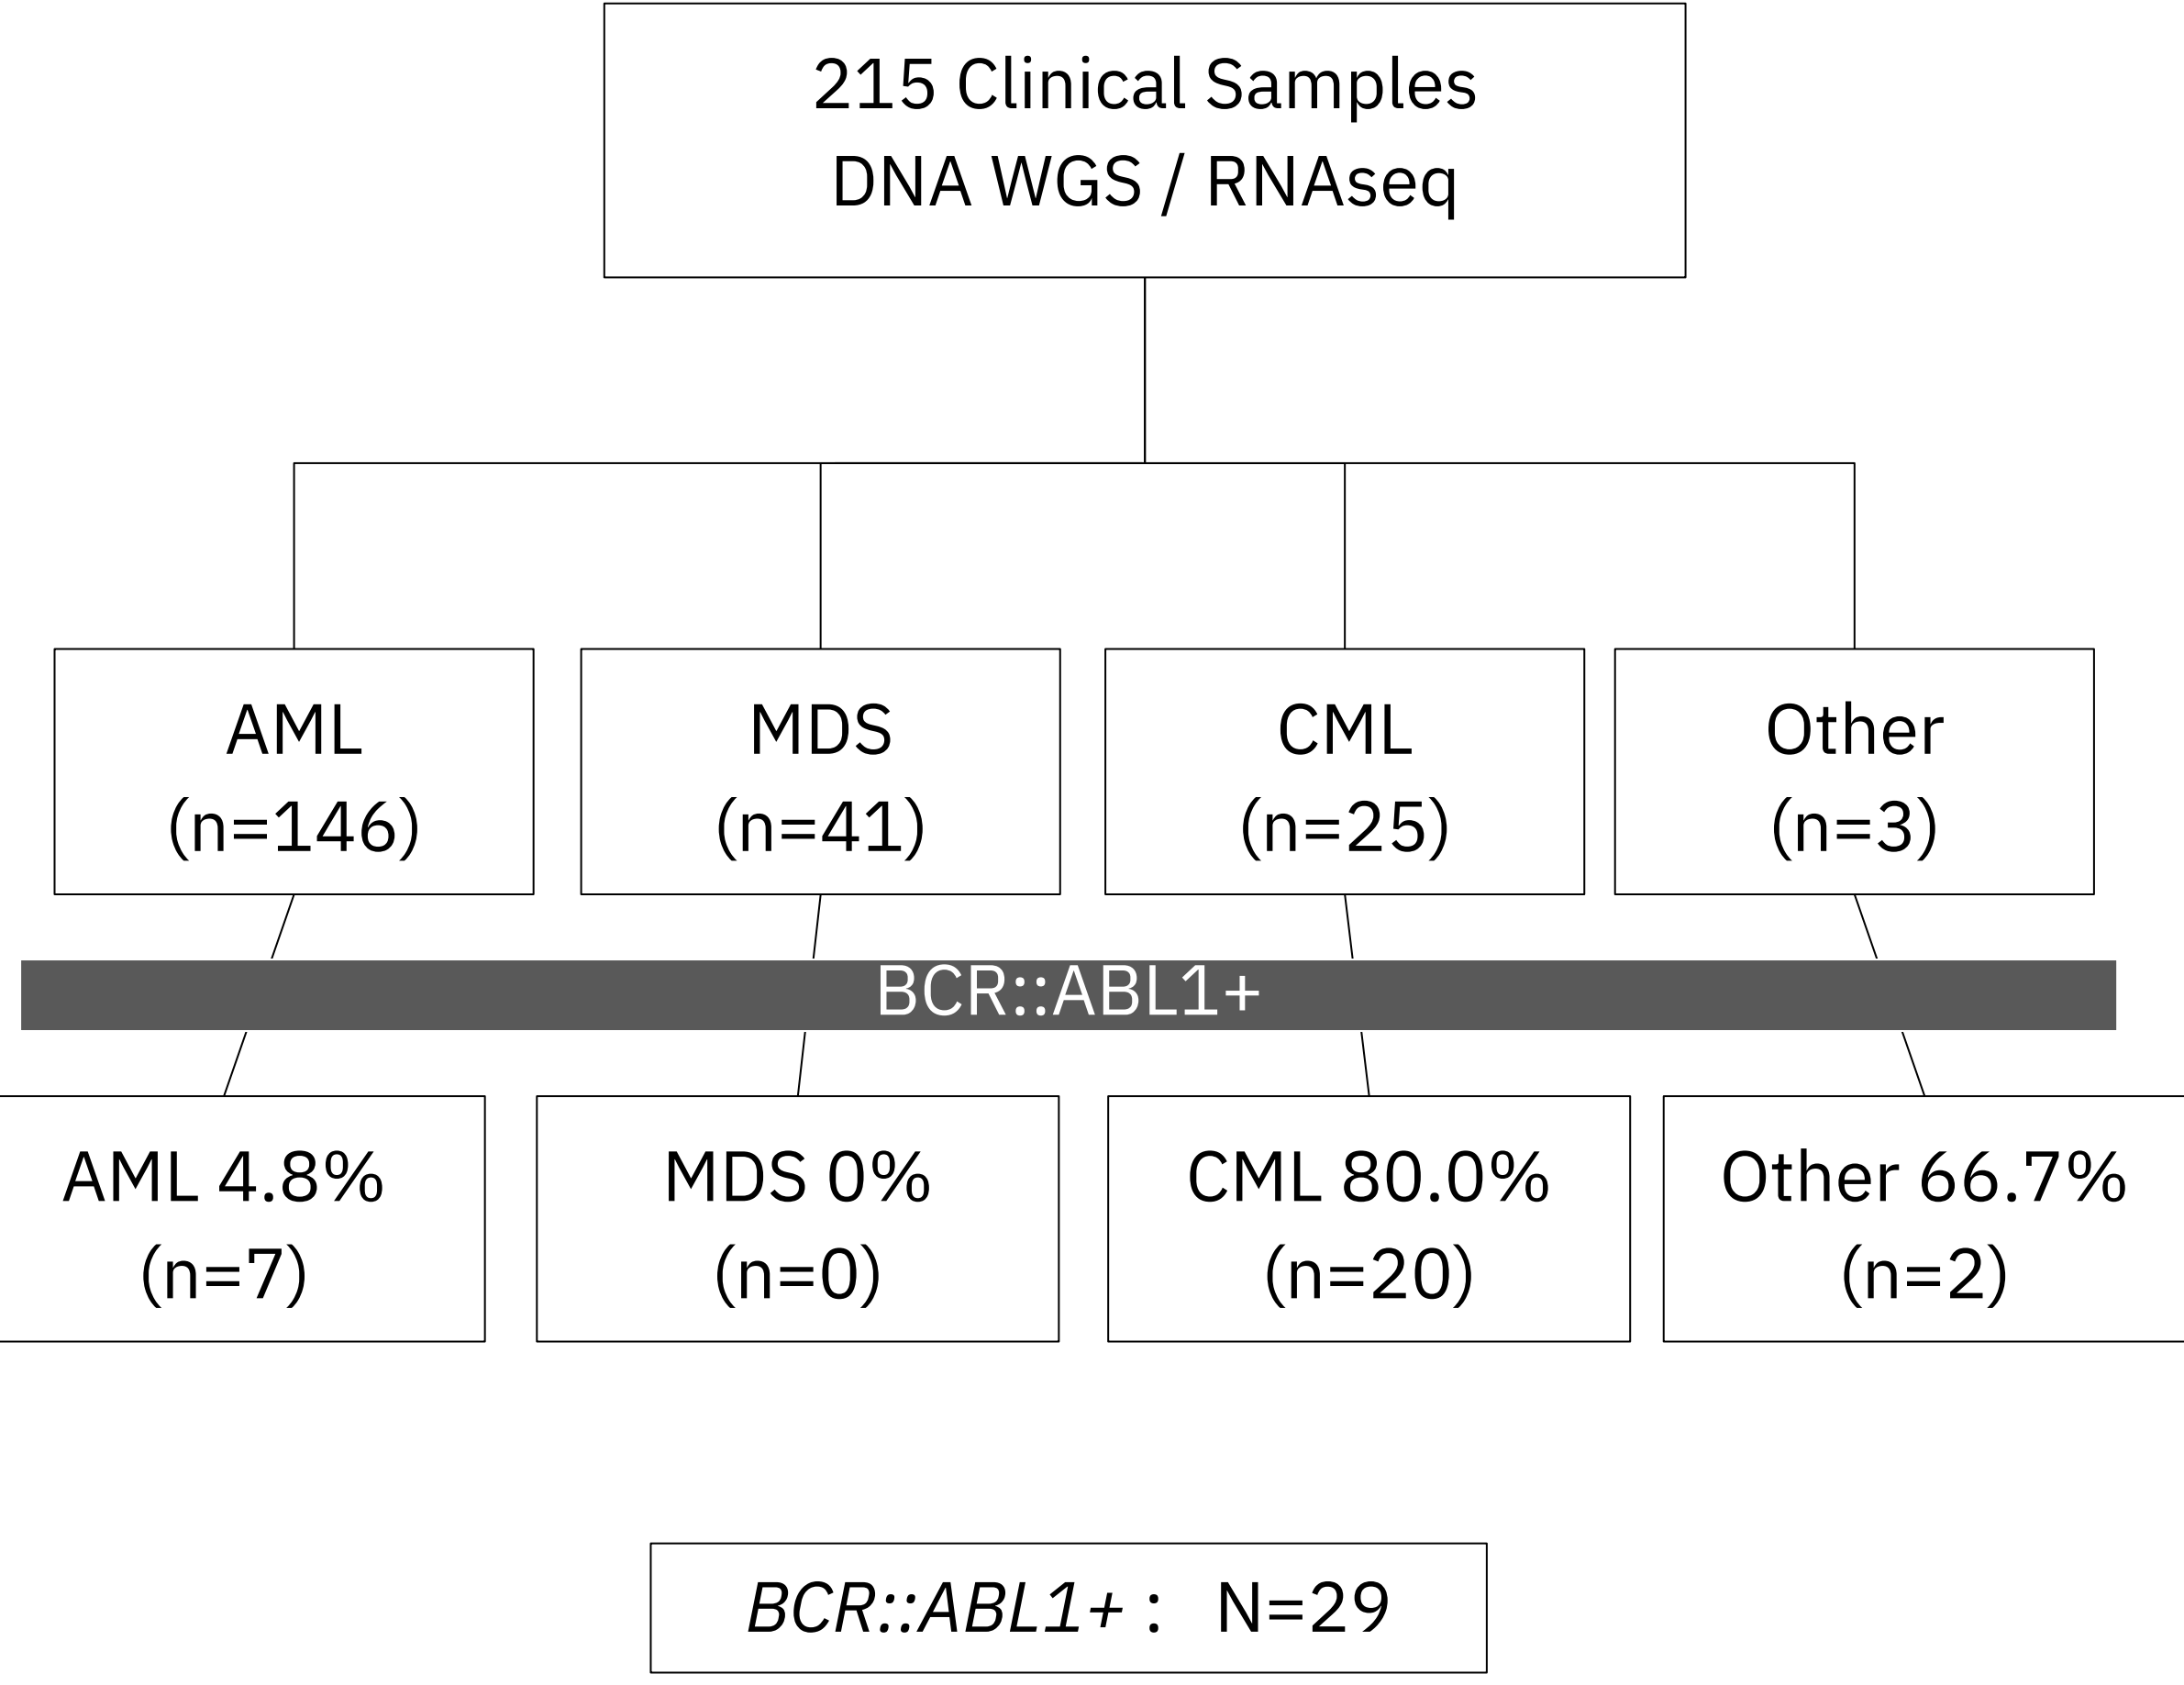 215 Clinical Samples
DNA WGS / RNAseq
AML
(n=146)
MDS
(n=41)
CML
(n=25)
Other
(n=3)
BCR::ABL1+
AML 4.8%
(n=7)
MDS 0%
(n=0)
CML 80.0%
(n=20)
Other 66.7%
(n=2)
BCR::ABL1+ : N=29